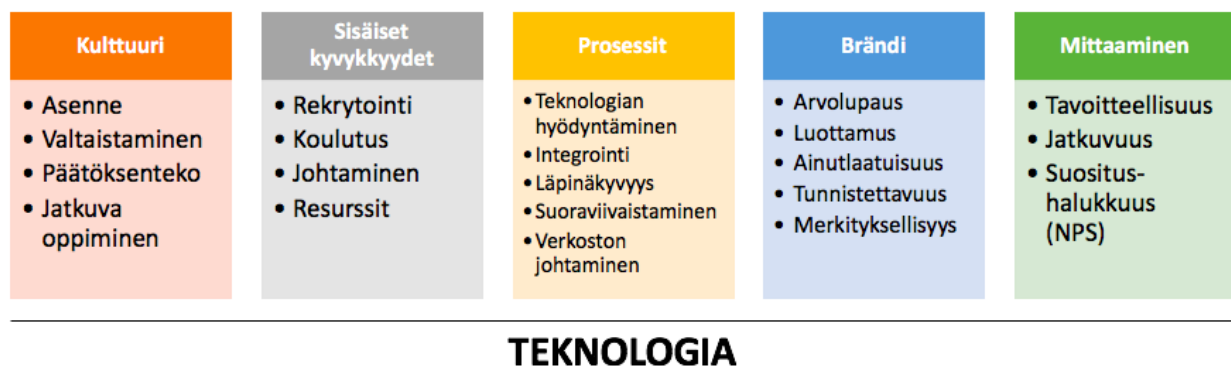 Kulttuuri
• Asenne
• Valtaistaminen
• Päätöksenteko
• Jatkuva
oppiminen
Sisäiset
kyvykkyydet
• Rekrytointi
• Koulutus
• Johtaminen
• Resurssit
Prosessit
• Teknologian
hyödyntäminen
• Integrointi
• Läpinäkyvyys
• Suoraviivaistaminen
• Verkoston
johtaminen
Brändi
• Arvolupaus
• Luottamus
• Ainutlaatuisuus
• Tunnistettavuus
• Merkityksellisyys
Mittaaminen
• Tavoitteellisuus
• Jatkuvuus
• Suositus-
halukkuus
(NPS)
TEKNOLOGIA